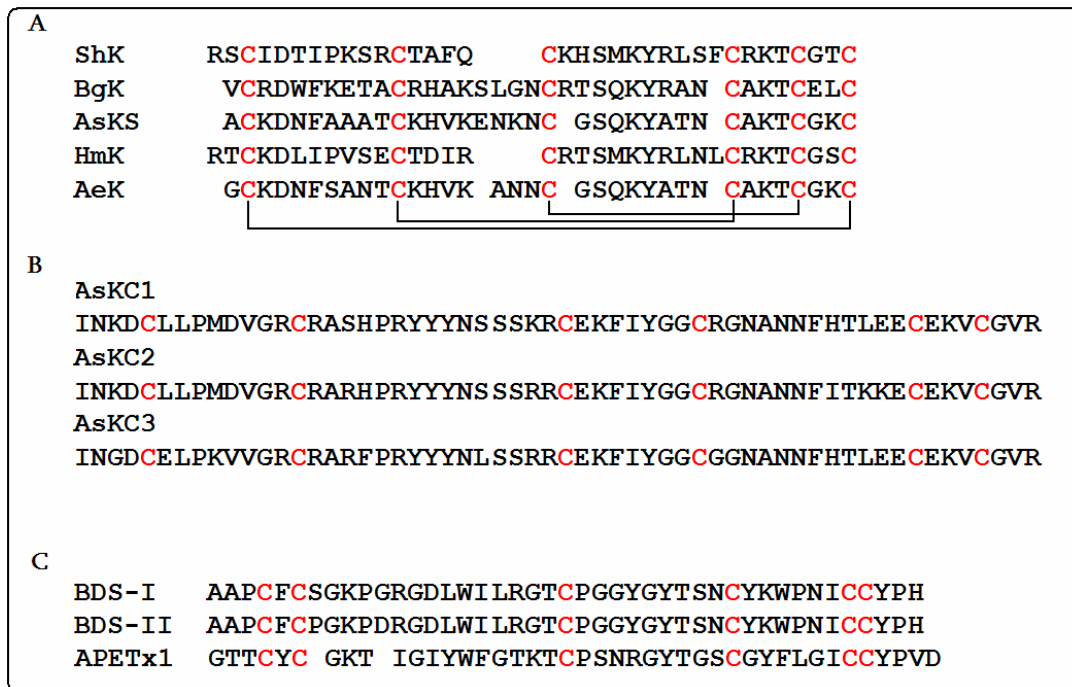 A
ShK RSCIDTIPKSRCTAFQ CKHSMKYRLSFCRKTCGTC
BgK VCRDWFKETACRHAKSLGNCRTSQKYRAN CAKTCELC
AsKS ACKDNFAAATCKHVKENKNC GSQKYATN CAKTCGKC
HmK RTCKDLIPVSECTDIR CRTSMKYRLNLCRKTCGSC
AeK GCKDNFSANTCKHVK ANNC GSQKYATN CAKTCGKC
B
AsKC1
INKDCLLPMDVGRCRASHPRYYYNSSSKRCEKFIYGGCRGNANNFHTLEECEKVCGVR
AsKC2
INKDCLLPMDVGRCRARHPRYYYNSSSRRCEKFIYGGCRGNANNFITKKECEKVCGVR
AsKC3
INGDCELPKVVGRCRARFPRYYYNLSSRRCEKFIYGGCGGNANNFHTLEECEKVCGVR
C
BDS-I AAPCFCSGKPGRGDLWILRGTCPGGYGYTSNCYKWPNICCYPH
BDS-II AAPCFCPGKPDRGDLWILRGTCPGGYGYTSNCYKWPNICCYPH
APETx1 GTTCYC GKT IGIYWFGTKTCPSNRGYTGSCGYFLGICCYPVD